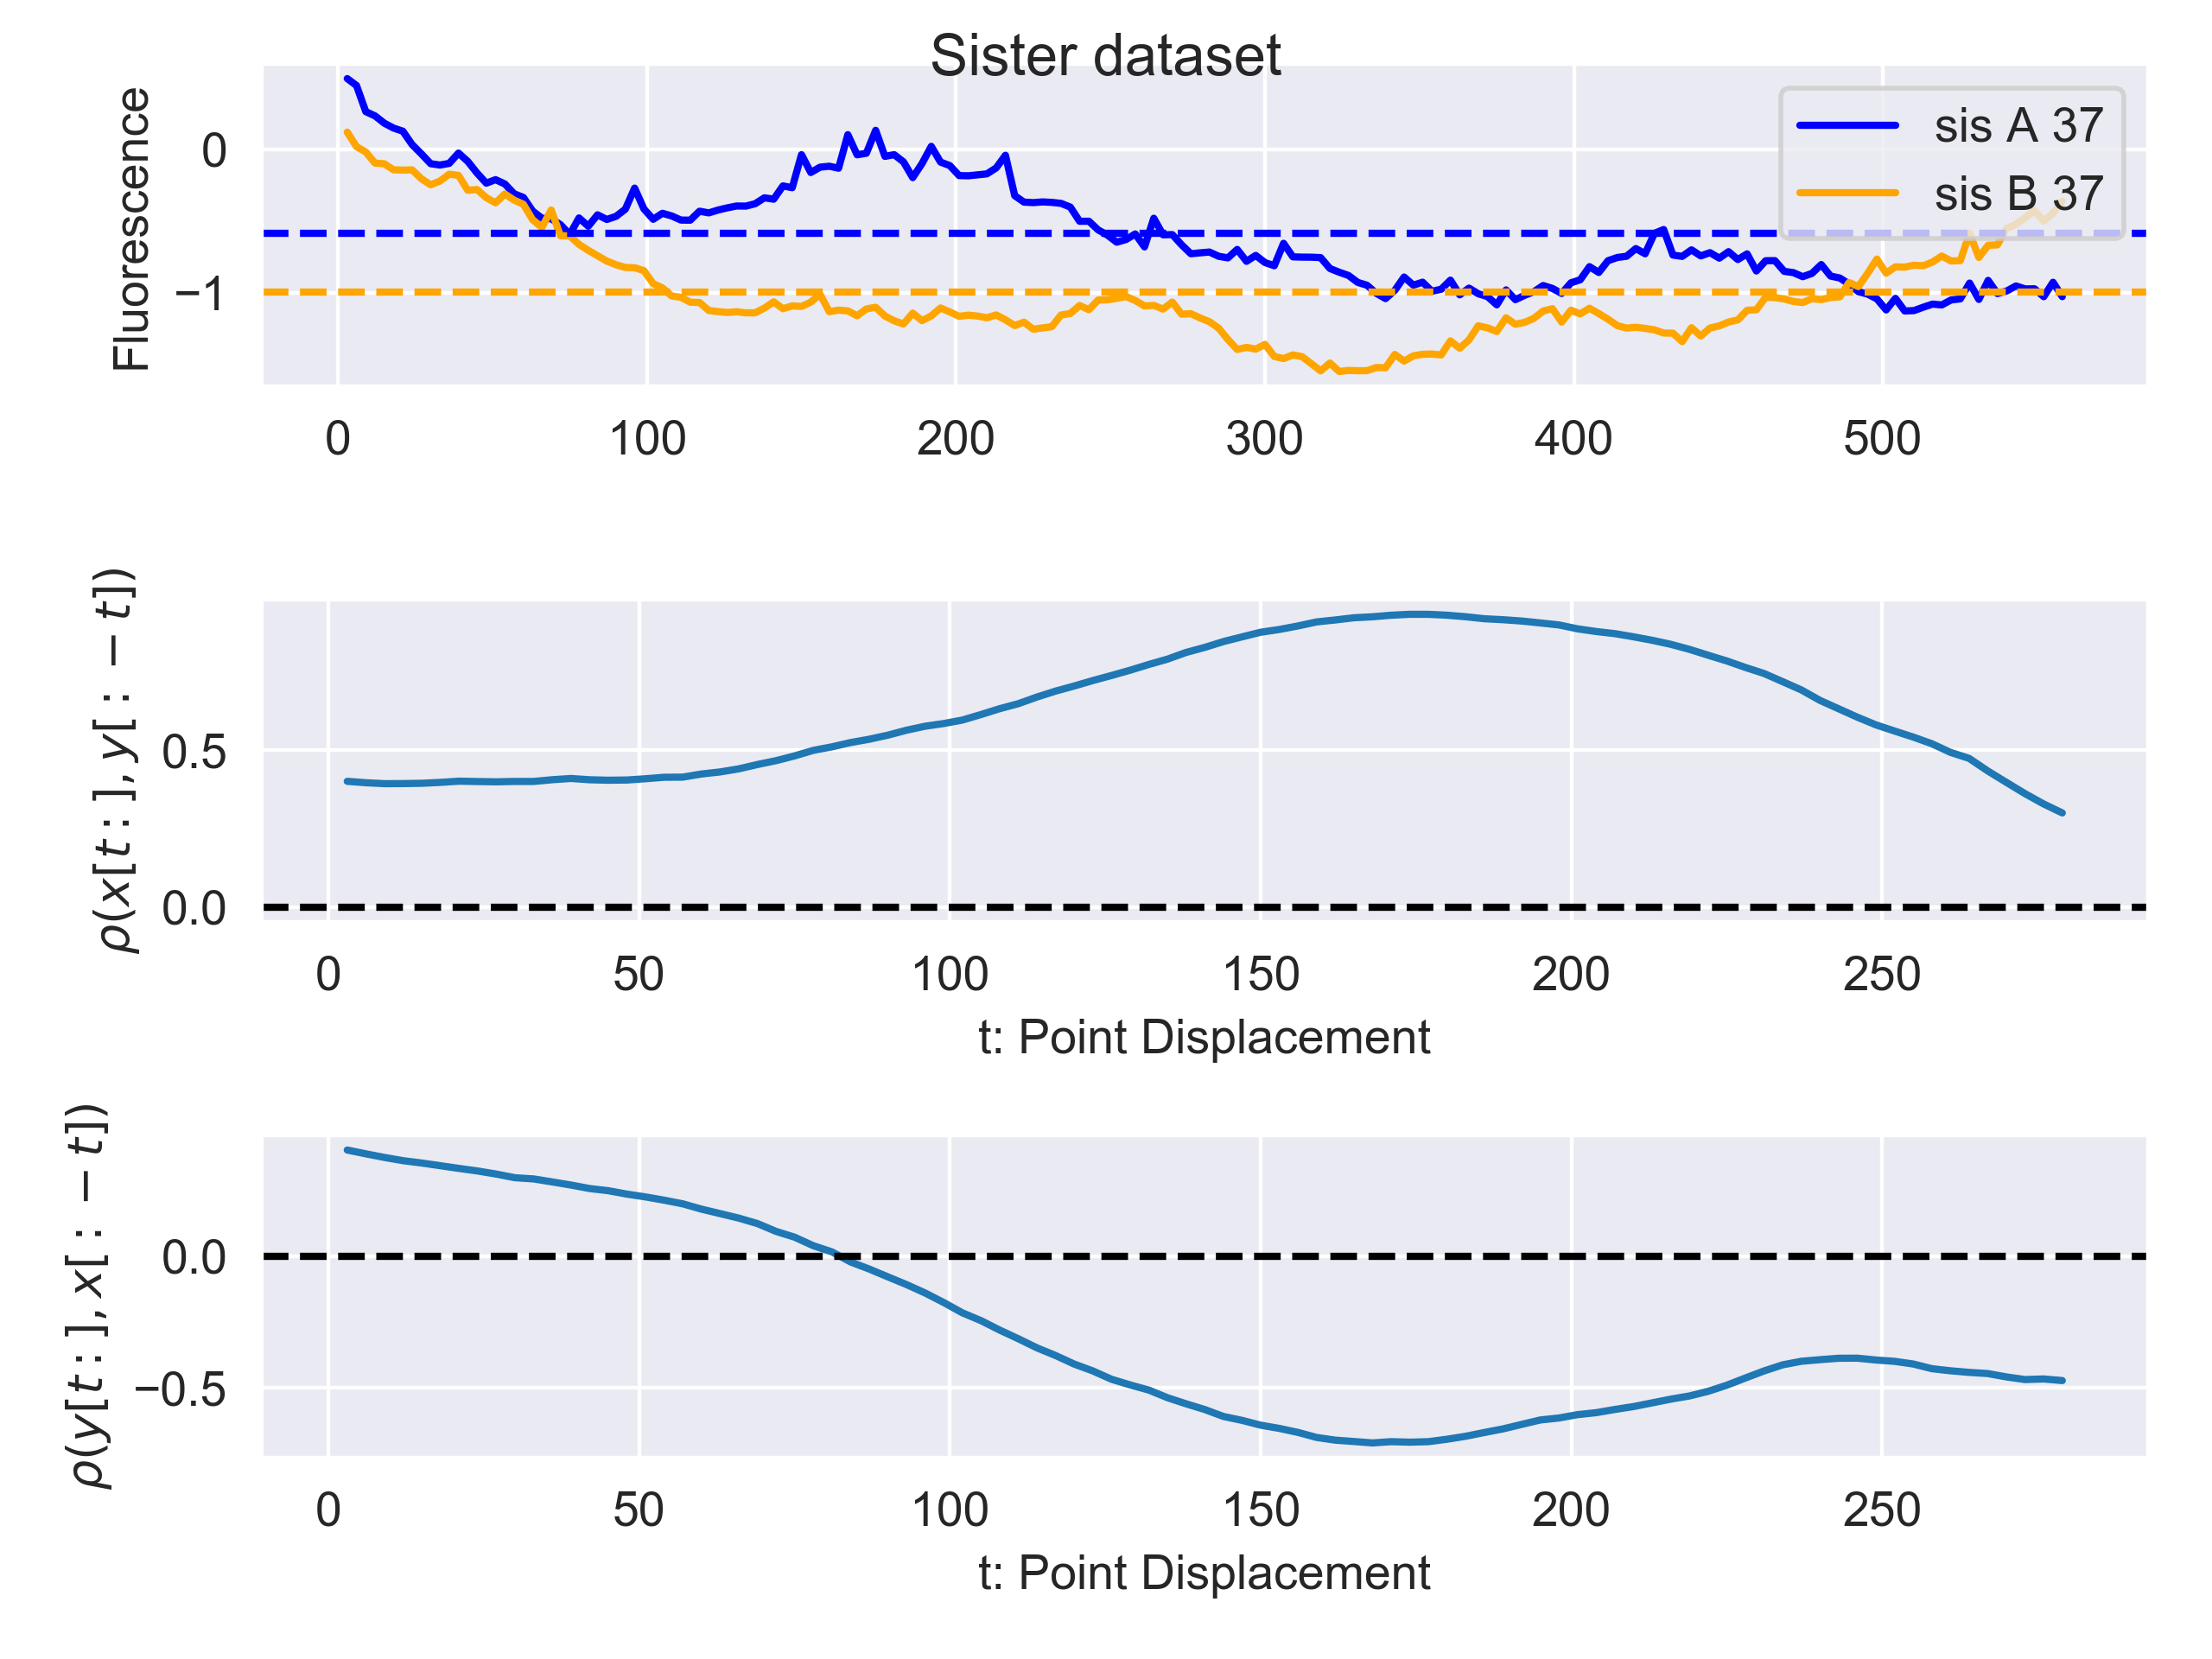 Sister dataset
Fluorescence
0
−1
sis A 37
sis B 37
0 100 200 300 400 500
ρ(x[t:], y[: − t])
0.5
0.0
0 50 100 150 200 250
t: Point Displacement
ρ(y[t:], x[: − t])
0.0
−0.5
0 50 100 150 200 250
t: Point Displacement